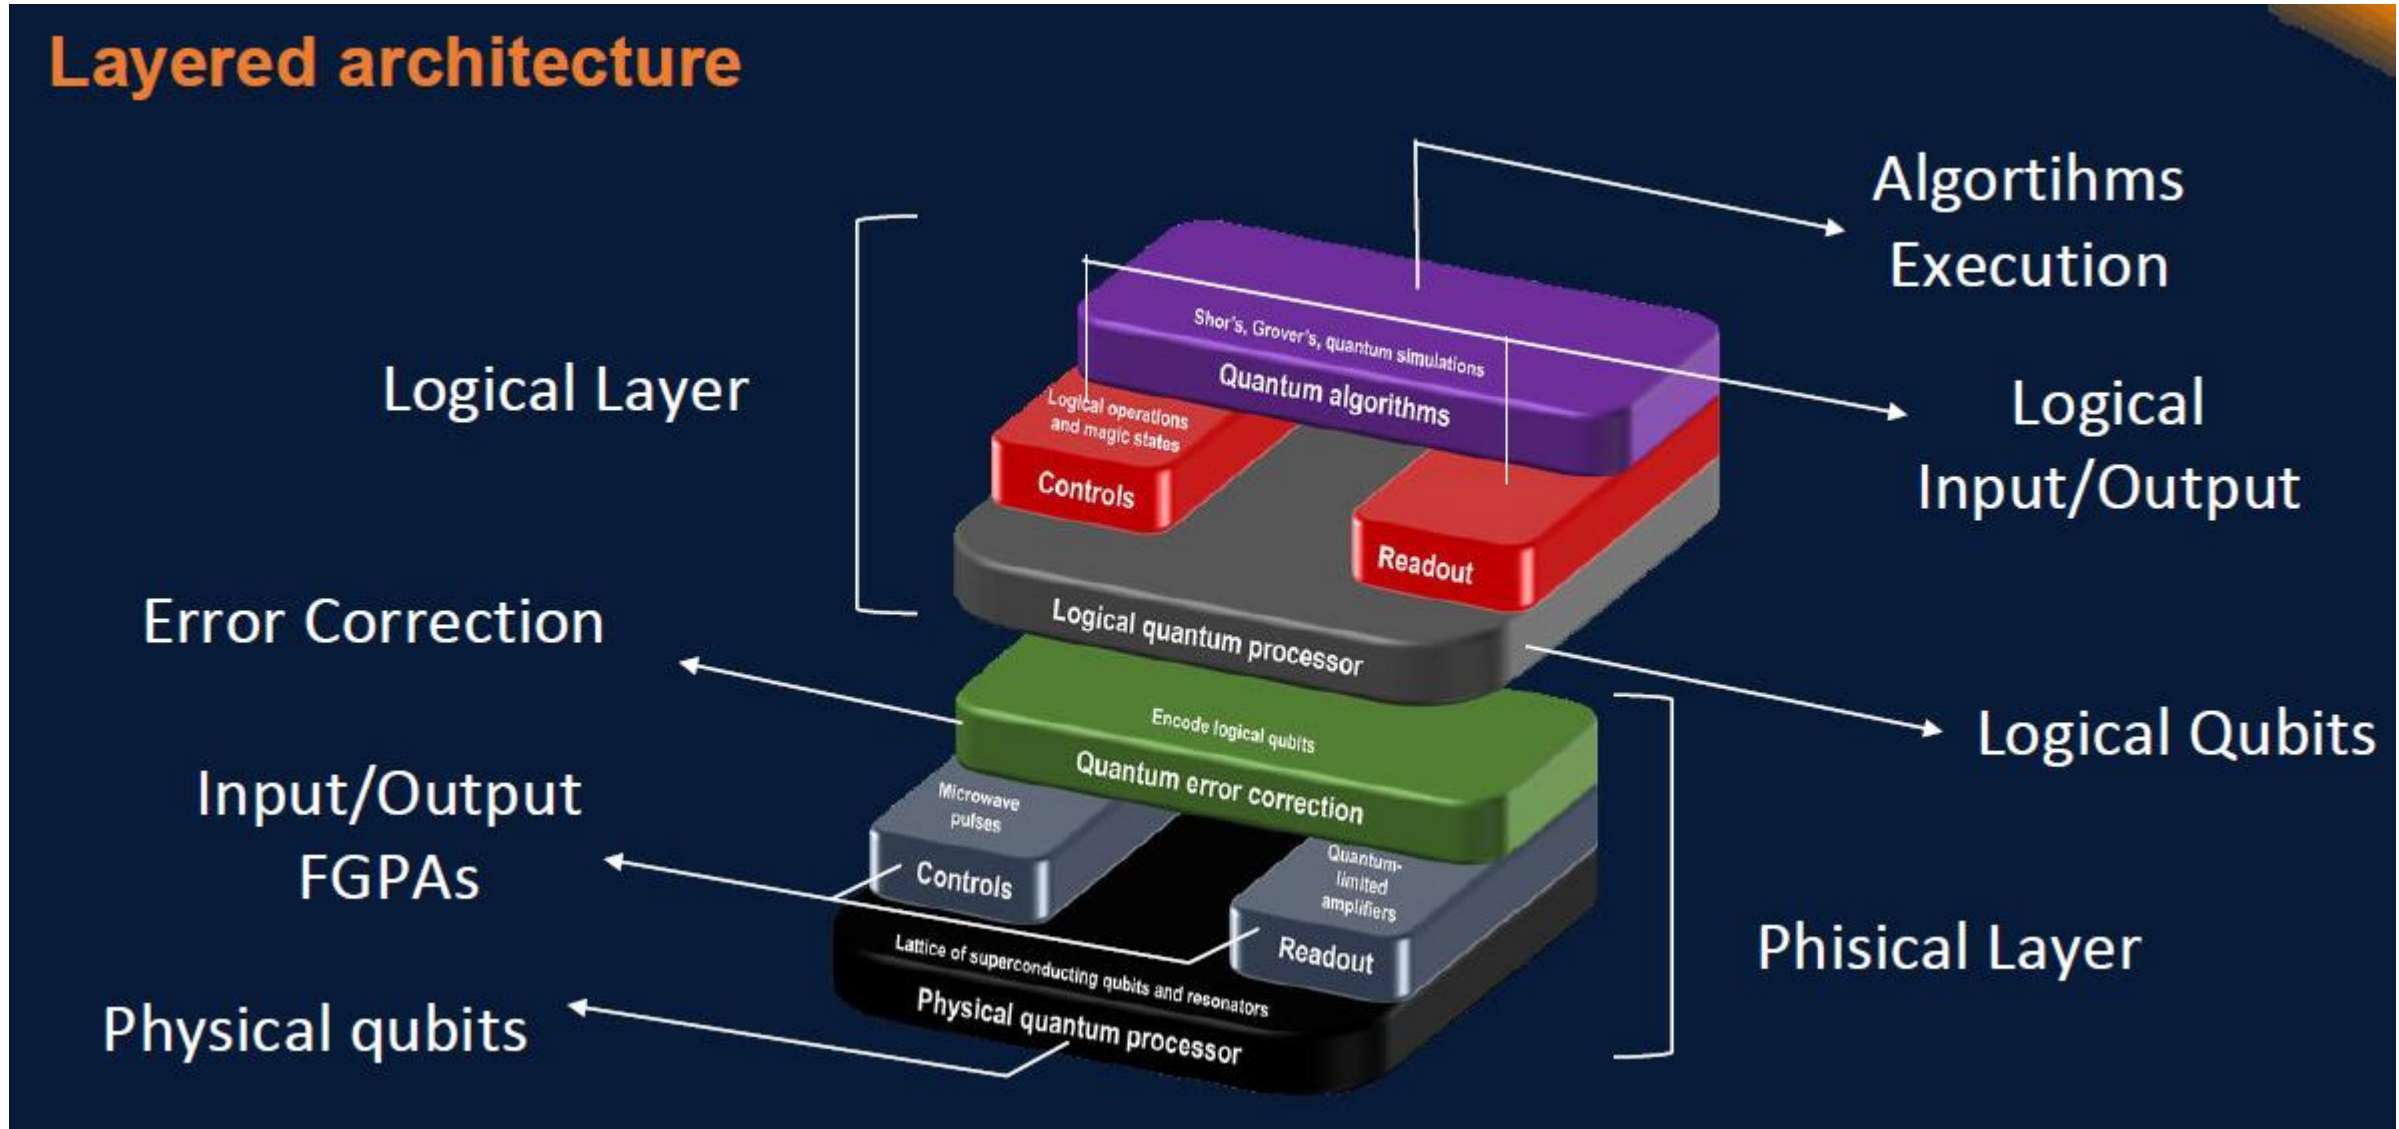 Layered architecture
Algortihms
Execution
Shor's, Grover's, quantum simulations
Quantum algorithms
Logical Layer
Logical operations
and magic states
Controls
Logical
Input/Output
Readout
Error Correction
Logical quantum processor
Encode logical qubits
Quantum error correction
Logical Qubits
Input/Output
FGPAs
Microwave
pulses
Controls
Quantum-
limited
amplifiers
Readout
Phisical Layer
Lattice of superconducting qubits and resonators
Physical quantum processor
Physical qubits